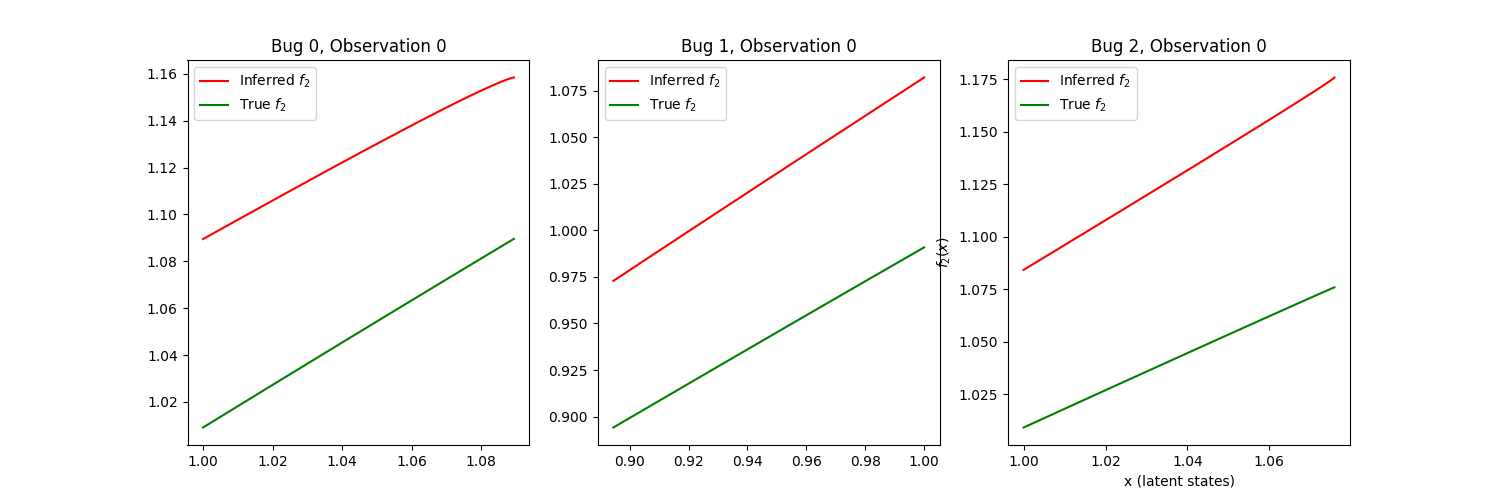 Bug 0, Observation 0
Inferred f₂
True f₂
1.16
1.14
1.12
1.10
1.08
1.06
1.04
1.02
1.00 1.02 1.04 1.06 1.08
Bug 1, Observation 0
Inferred f₂
True f₂
1.075
1.050
1.025
1.000
0.975
0.950
0.925
0.900
0.90 0.92 0.94 0.96 0.98 1.00
Bug 2, Observation 0
Inferred f₂
True f₂
f₂(x)
1.175
1.150
1.125
1.100
1.075
1.050
1.025
1.00 1.02 1.04 1.06
x (latent states)